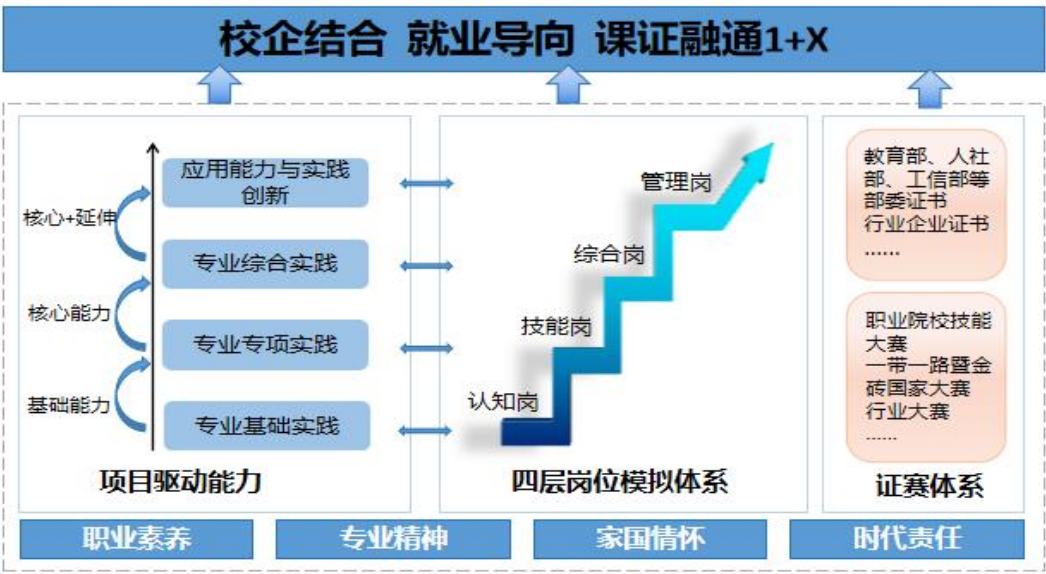 校企结合 就业导向 课证融通1+X
应用能力与实践
创新
核心+延伸
专业综合实践
核心能力
专业专项实践
基础能力
专业基础实践
项目驱动能力
管理岗
综合岗
技能岗
认知岗
四层岗位模拟体系
教育部、人社
部、工信部等
部委证书
行业企业证书
......
职业院校技能
大赛
一带一路暨金
砖国家大赛
行业大赛
......
证赛体系
职业素养
专业精神
家国情怀
时代责任